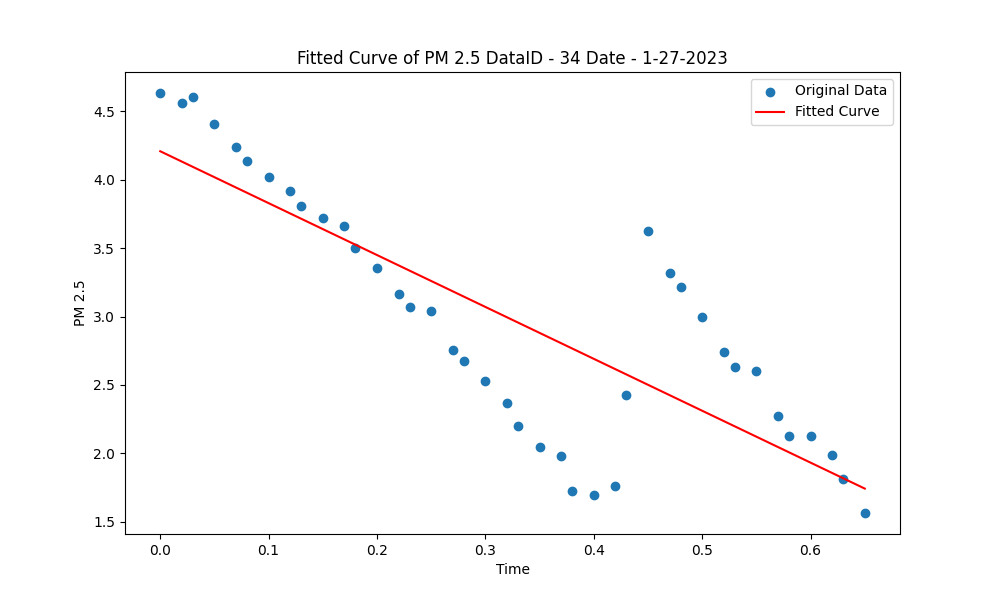 Fitted Curve of PM 2.5 DataID - 34 Date - 1-27-2023
Original Data
Fitted Curve
4.5
4.0
3.5
3.0
2.5
2.0
1.5
PM 2.5
0.0 0.1 0.2 0.3 0.4 0.5 0.6
Time